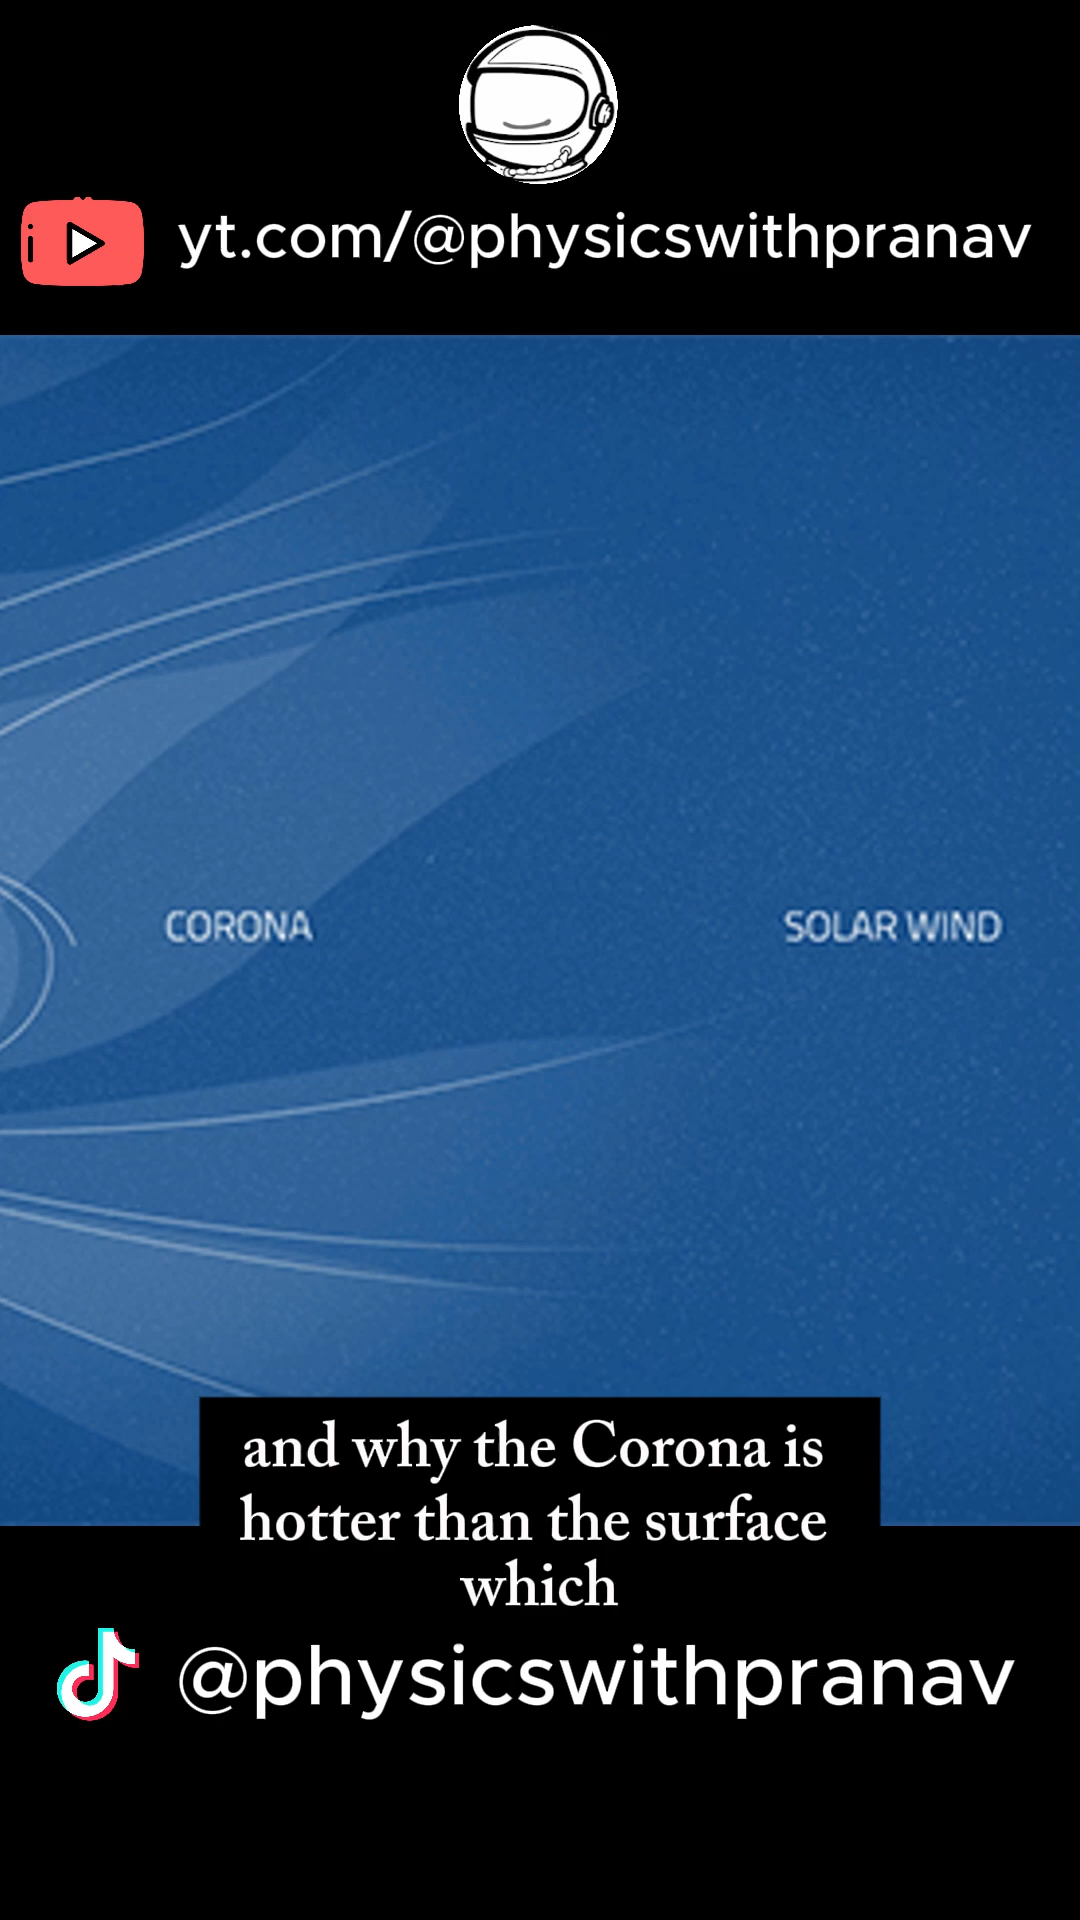 yt.com/@physicswithpranav
CORONA
SOLAR WIND
and why the Corona is
hotter than the surface
which
@physicswithpranav